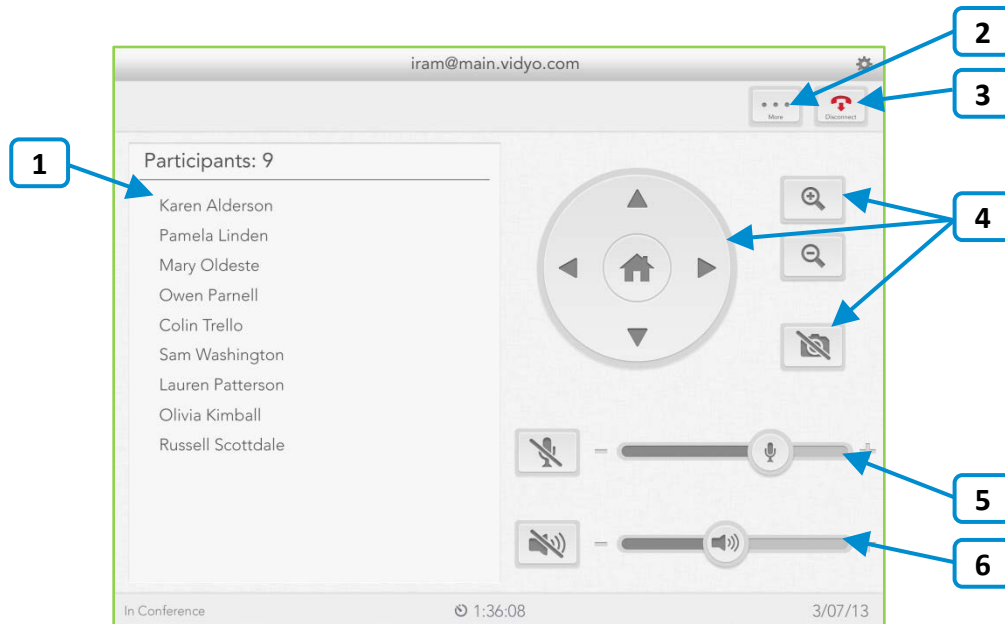 2
iram@main.vidyo.com
3
More
Disconnect
1
Participants: 9
Karen Alderson
Pamela Linden
Mary Oldeste
Owen Parnell
Colin Trello
Sam Washington
Lauren Patterson
Olivia Kimball
Russell Scottdale
4
5
6
In Conference
1:36:08
3/07/13